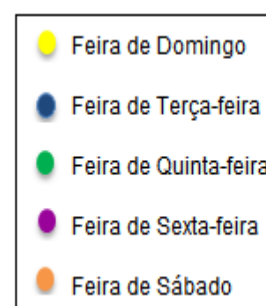 Feira de Domingo
Feira de Terça-feira
Feira de Quinta-feira
Feira de Sexta-feira
Feira de Sábado